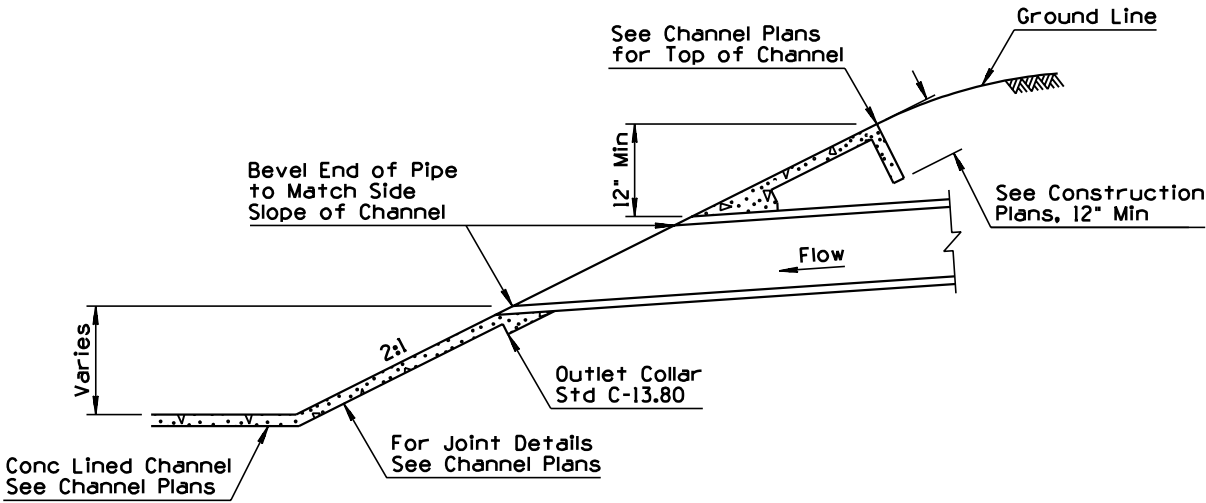 Ground Line
See Channel Plans
for Top of Channel
12" Min
Bevel End of Pipe
to Match Side
Slope of Channel
See Construction
Plans, 12" Min
Flow
Varies
2:1
Outlet Collar
Std C-13.80
For Joint Details
See Channel Plans
Conc Lined Channel
See Channel Plans